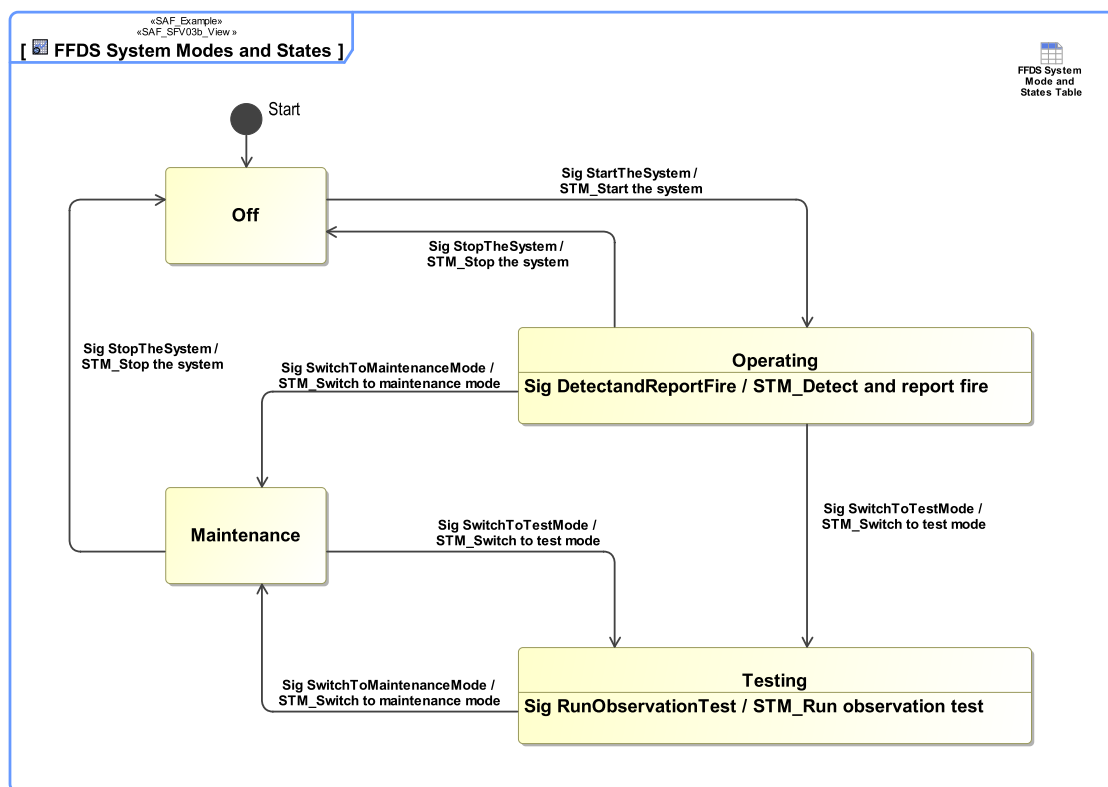 «SAF_Example»
«SAF_SFV03b_View »
[ FFDS System Modes and States ]
FFDS System
Mode and
States Table
Start
Off
Sig StartTheSystem /
STM_Start the system
Sig StopTheSystem /
STM_Stop the system
Sig StopTheSystem /
STM_Stop the system
Operating
Sig DetectandReportFire / STM_Detect and report fire
Sig SwitchToMaintenanceMode /
STM_Switch to maintenance mode
Maintenance
Sig SwitchToTestMode /
STM_Switch to test mode
Sig SwitchToTestMode /
STM_Switch to test mode
Sig SwitchToMaintenanceMode /
STM_Switch to maintenance mode
Testing
Sig RunObservationTest / STM_Run observation test